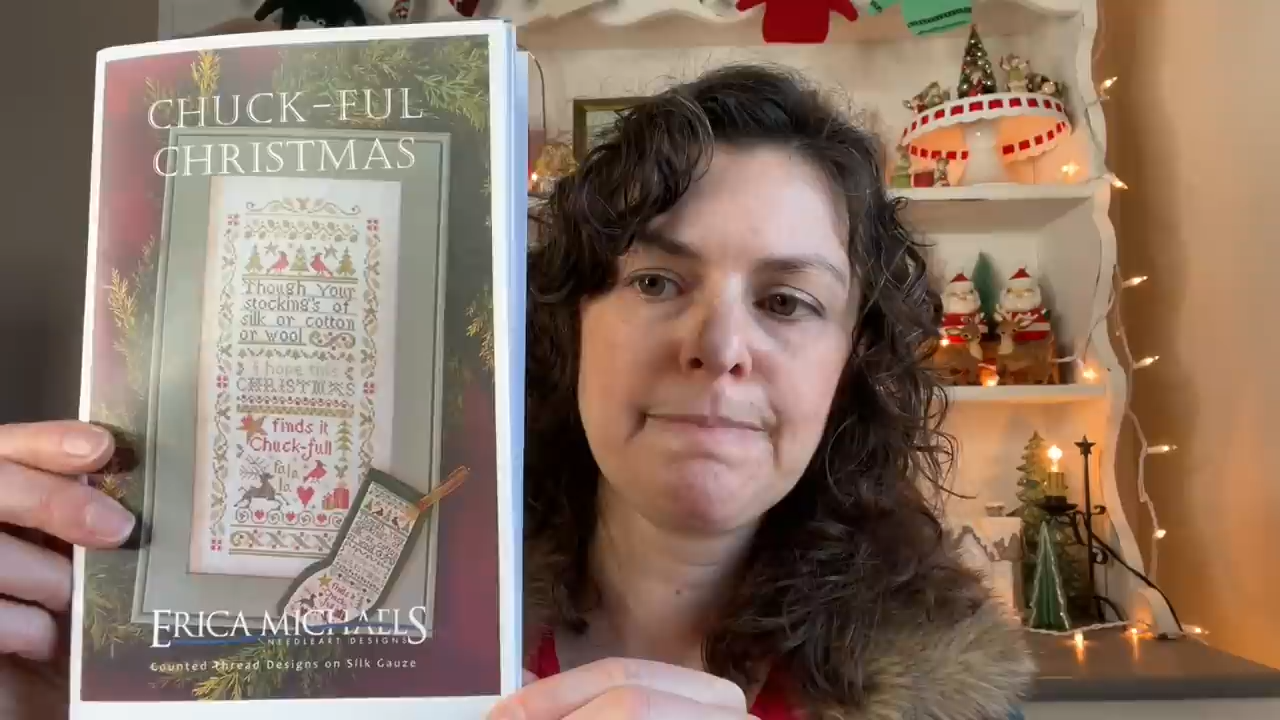 CHUCK-FUL
CHRISTMAS
Though Your
stocking's of
silk or cotton
or wool
I hope this
CHRISTMAS
finds it
Chuck-full
fa
la
la
ERICA MICHAELS
NEEDLEART DESIGNS
Counted Thread Designs on Silk Gauze